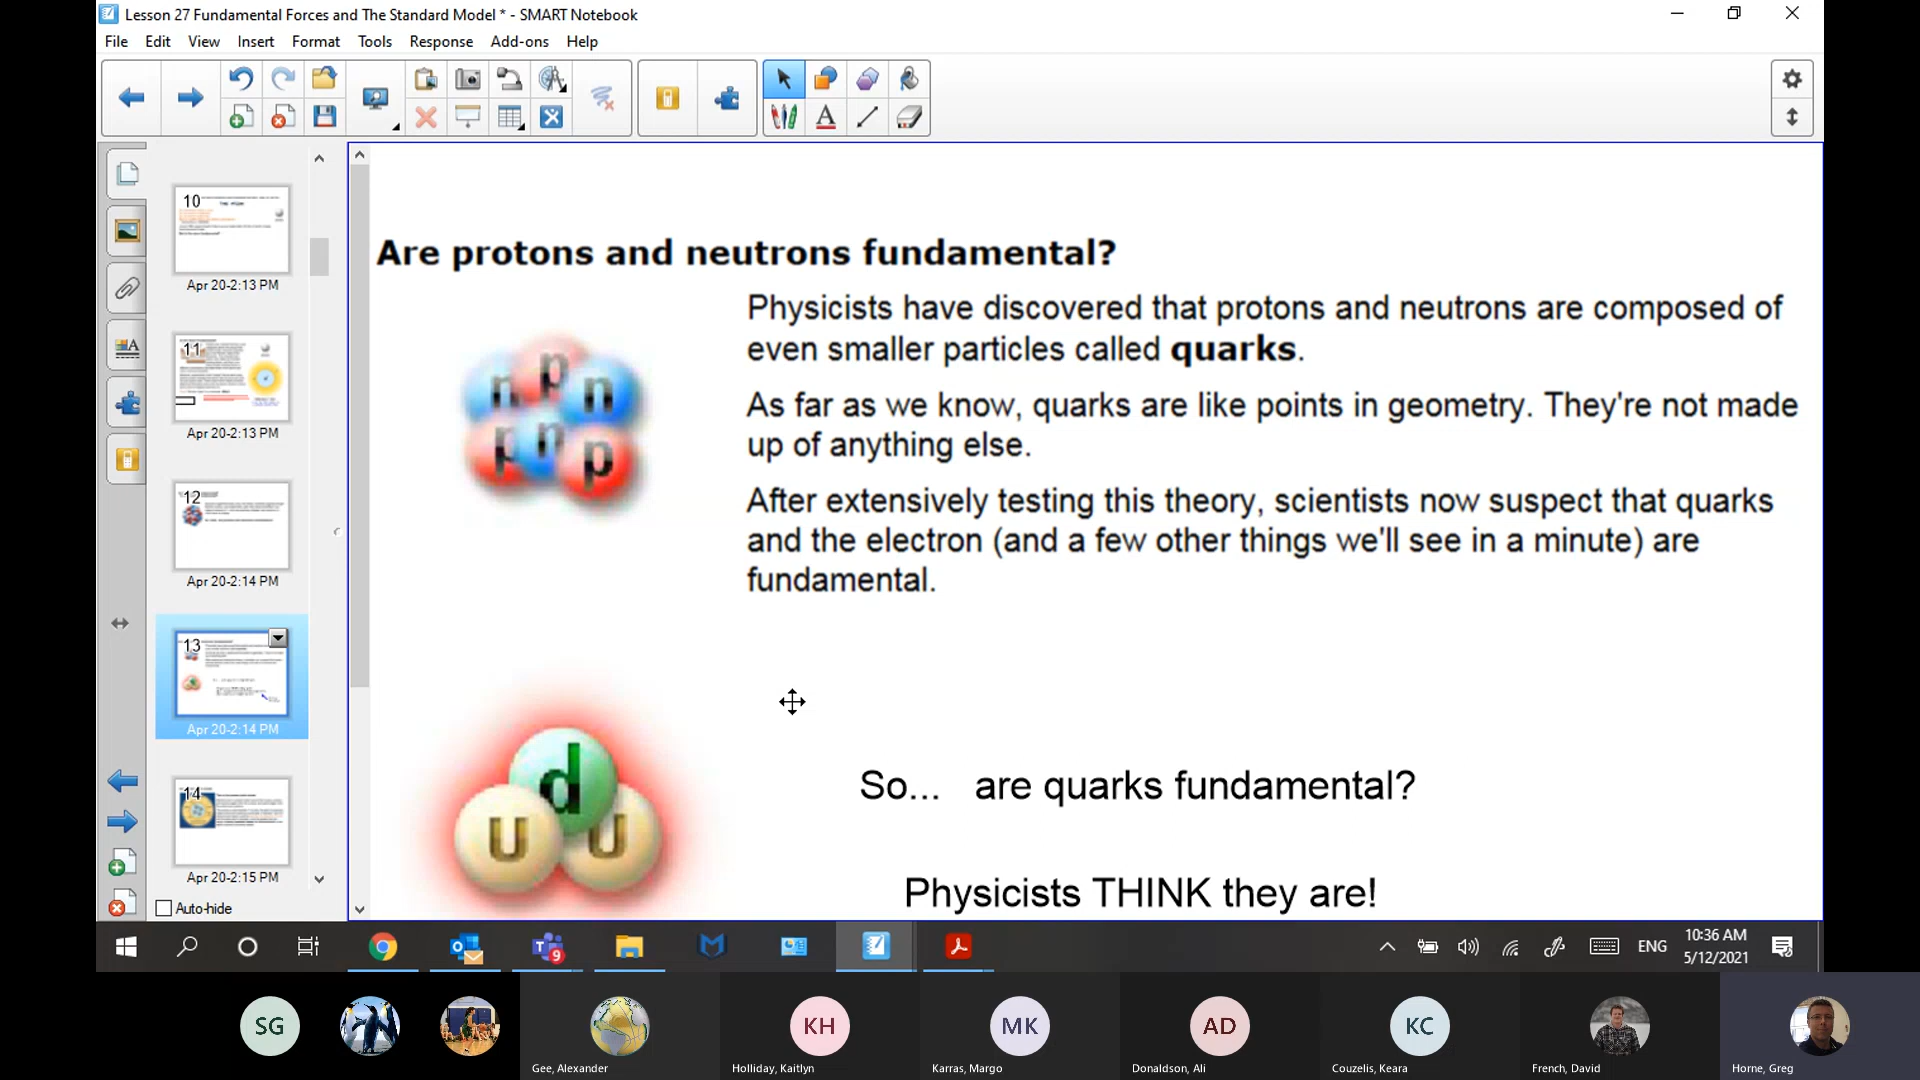 Lesson 27 Fundamental Forces and The Standard Model * - SMART Notebook
File Edit View Insert Format Tools Response Add-ons Help
10
Apr 20-2:13 PM
11
Apr 20-2:13 PM
12
Apr 20-2:14 PM
13
Apr 20-2:14 PM
14
Apr 20-2:15 PM
Auto-hide
Are protons and neutrons fundamental?
Physicists have discovered that protons and neutrons are composed of
even smaller particles called quarks.
As far as we know, quarks are like points in geometry. They're not made
up of anything else.
After extensively testing this theory, scientists now suspect that quarks
and the electron (and a few other things we'll see in a minute) are
fundamental.
n p n
p n p
d
u u
So... are quarks fundamental?
Physicists THINK they are!
9
ENG
10:36 AM
5/12/2021
SG
KH
MK
AD
KC
Gee, Alexander
Holliday, Kaitlyn
Karras, Margo
Donaldson, Ali
Couzelis, Keara
French, David
Horne, Greg